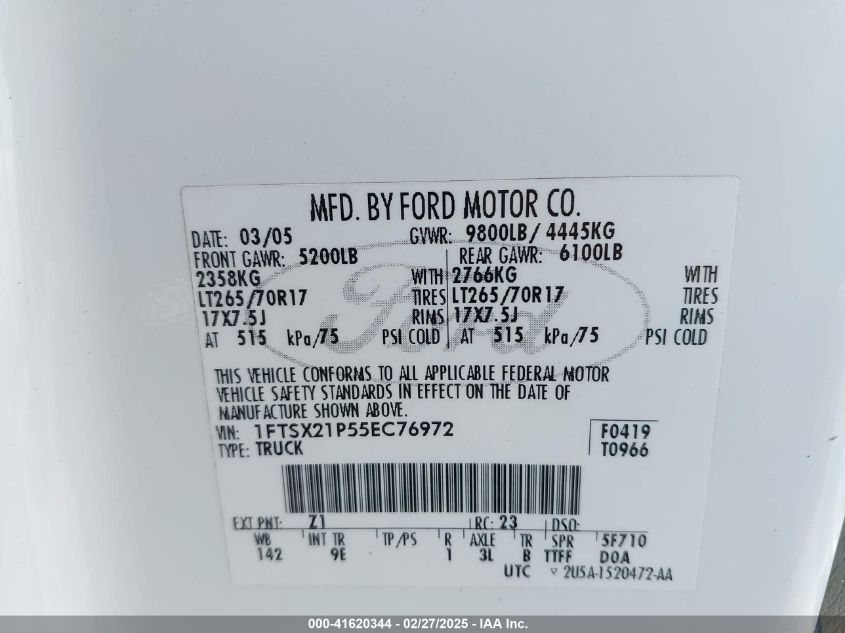 MFD. BY FORD MOTOR CO.
DATE: 03/05 GVWR: 9800LB/ 4445KG
FRONT GAWR: 5200LB REAR GAWR: 6100LB
2358KG WITH 2766KG WITH
LT265/70R17 TIRES LT265/70R17 TIRES
17X7.5J RIMS 17X7.5J RIMS
AT 515 kPa/75 PSI COLD AT 515 kPa/75 PSI COLD
Ford
THIS VEHICLE CONFORMS TO ALL APPLICABLE FEDERAL MOTOR
VEHICLE SAFETY STANDARDS IN EFFECT ON THE DATE OF
MANUFACTURE SHOWN ABOVE.
VIN: 1FTSX21P55EC76972 F0419
TYPE: TRUCK T0966
EXT PNT: Z1 RC: 23 DSO:
WB INT TR TP/PS R AXLE TR SPR 5F710
142 9E 1 3L B TTFF DOA
UTC ▽ 2U5A-1520472-AA
000-41620344 - 02/27/2025 - IAA Inc.